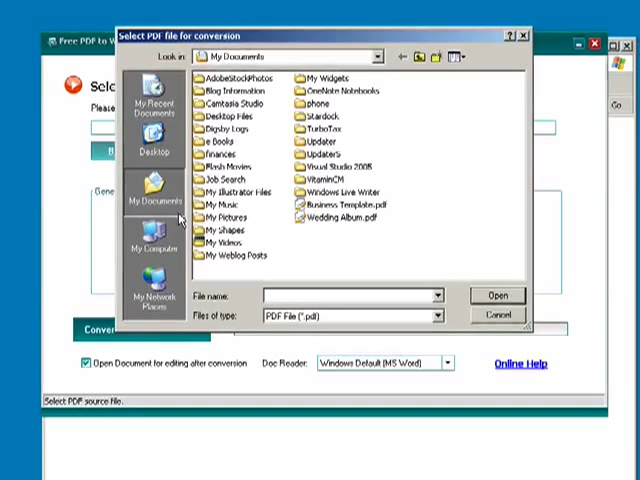 Select PDF file for conversion
Free PDF to W
Look in:
My Documents
Selec
Please
Go
My Recent
Documents
Desktop
My Documents
My Computer
My Network
Places
AdobeStockPhotos
Blog Information
Camtasia Studio
Desktop Files
Digsby Logs
e Books
finances
Flash Movies
Job Search
My Illustrator Files
My Music
My Pictures
My Shapes
My Videos
My Weblog Posts
My Widgets
OneNote Notebooks
phone
Stardock
TurboTax
Updater
Updater5
Visual Studio 2005
VitaminCM
Windows Live Writer
Business Template.pdf
Wedding Album.pdf
B
Gene
File name:
Open
Files of type:
PDF File (*.pdf)
Cancel
Conver
Open Document for editing after conversion
Doc Reader:
Windows Default (MS Word)
Online Help
Select PDF source file.